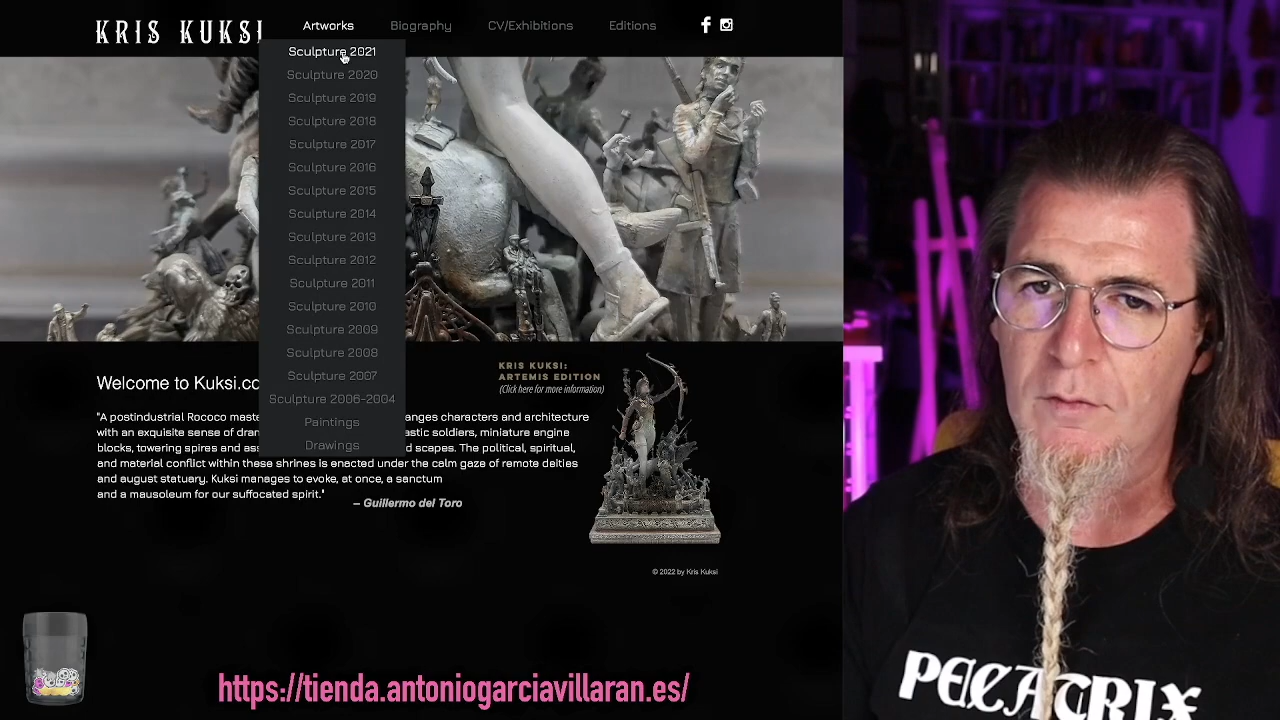 KRIS KUKSI
Artworks
Biography
CV/Exhibitions
Editions
Sculpture 2021
Sculpture 2020
Sculpture 2019
Sculpture 2018
Sculpture 2017
Sculpture 2016
Sculpture 2015
Sculpture 2014
Sculpture 2013
Sculpture 2012
Sculpture 2011
Sculpture 2010
Sculpture 2009
Sculpture 2008
Sculpture 2007
Sculpture 2006-2004
Paintings
Drawings
Welcome to Kuksi.co
"A postindustrial Rococo maste anges characters and architecture
with an exquisite sense of dran astic soldiers, miniature engine
blocks, towering spires and ass d scapes. The political, spiritual,
and material conflict within these shrines is enacted under the calm gaze of remote deities
and august statuary. Kuksi manages to evoke, at once, a sanctum
and a mausoleum for our suffocated spirit."
– Guillermo del Toro
KRIS KUKSI:
ARTEMIS EDITION
(Click here for more information)
© 2022 by Kris Kuksi
https://tienda.antoniogarciavillaran.es/
PECATRIX